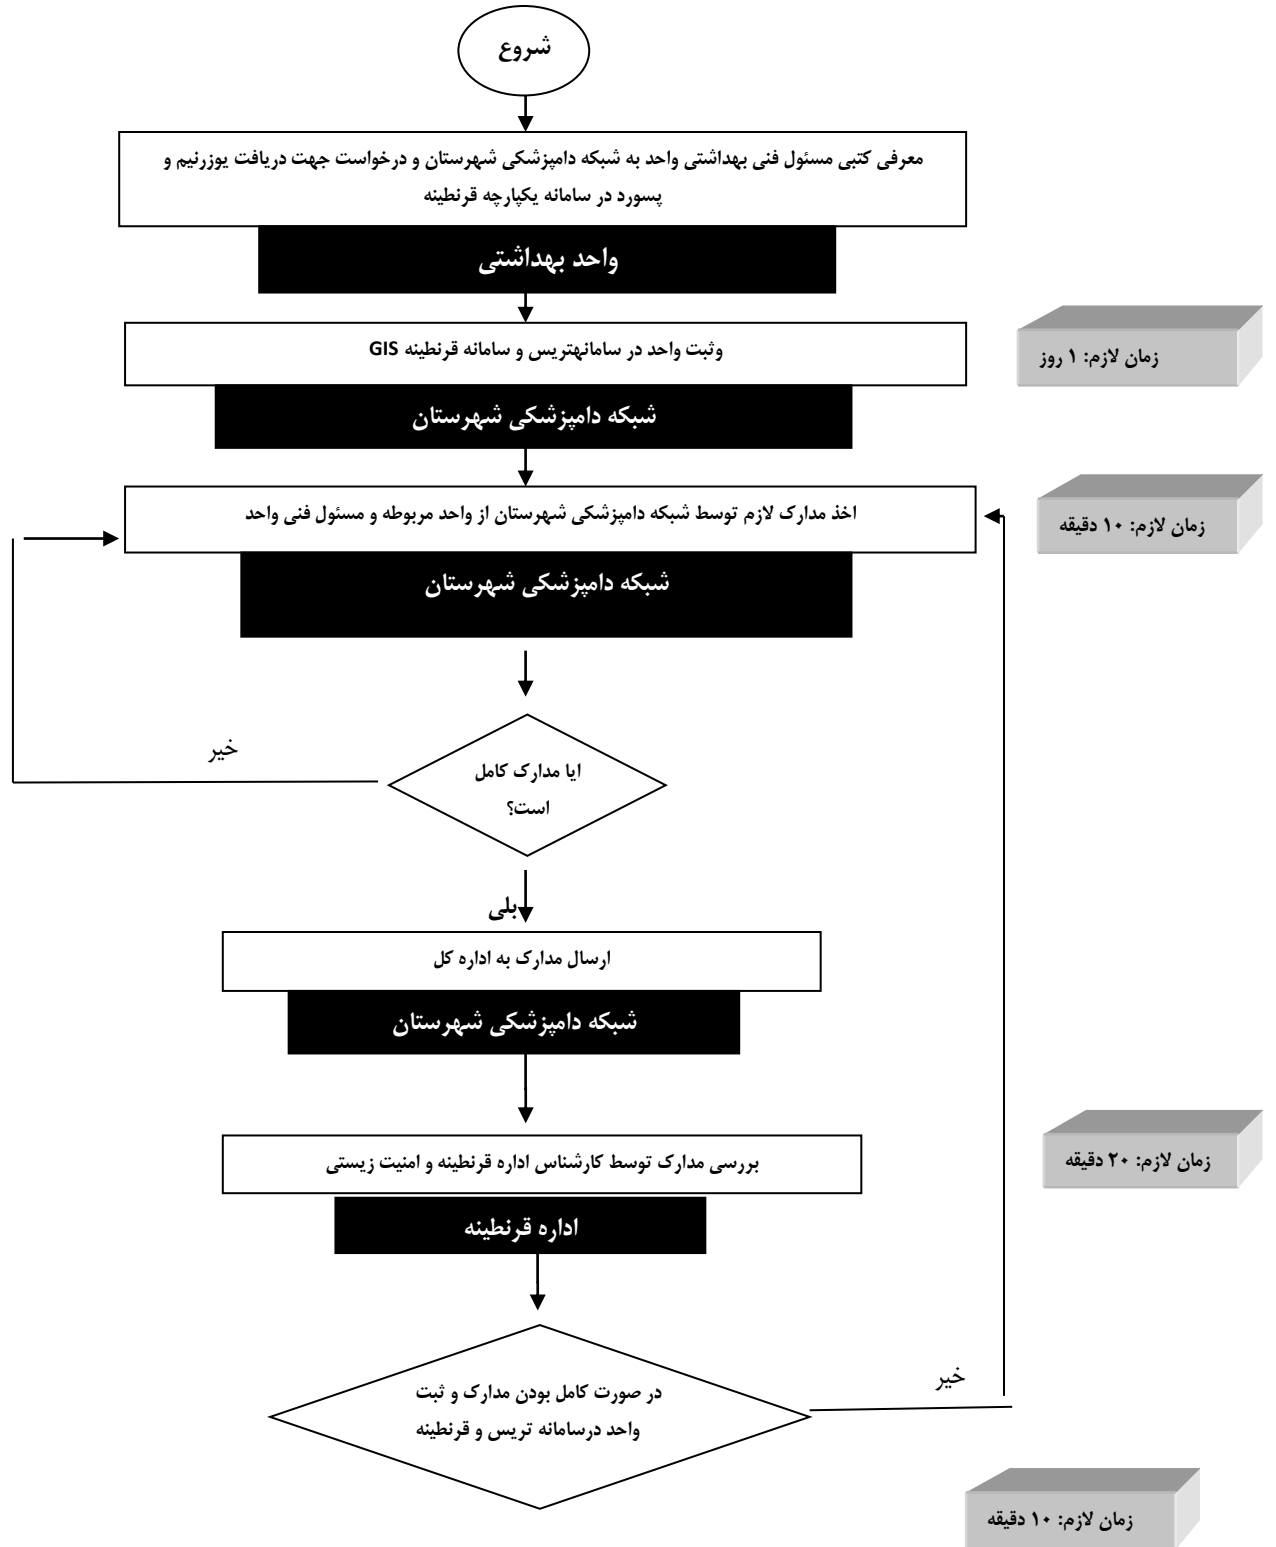 شروع
معرفی کتبی مسئول فنی بهداشتی واحد به شبکه دامپزشکی شهرستان و درخواست جهت دریافت یوزرنیم و
پسورد در سامانه یکپارچه قرنطینه
واحد بهداشتی
وثبت واحد در سامانهتریس و سامانه قرنطینه GIS
زمان لازم: ۱ روز
شبکه دامپزشکی شهرستان
اخذ مدارک لازم توسط شبکه دامپزشکی شهرستان از واحد مربوطه و مسئول فنی واحد
زمان لازم: ۱۰ دقیقه
شبکه دامپزشکی شهرستان
خیر
ایا مدارک کامل
است؟
بلی
ارسال مدارک به اداره کل
شبکه دامپزشکی شهرستان
بررسی مدارک توسط کارشناس اداره قرنطینه و امنیت زیستی
زمان لازم: ۲۰ دقیقه
اداره قرنطینه
خیر
در صورت کامل بودن مدارک و ثبت
واحد درسامانه تریس و قرنطینه
زمان لازم: ۱۰ دقیقه